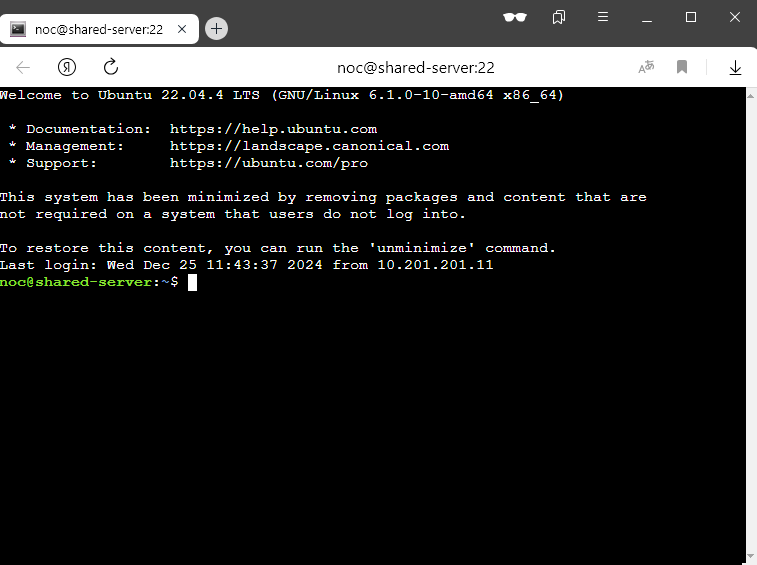 noc@shared-server:22
Я
noc@shared-server:22
Welcome to Ubuntu 22.04.4 LTS (GNU/Linux 6.1.0-10-amd64 x86_64)
* Documentation: https://help.ubuntu.com
* Management: https://landscape.canonical.com
* Support: https://ubuntu.com/pro
This system has been minimized by removing packages and content that are
not required on a system that users do not log into.
To restore this content, you can run the 'unminimize' command.
Last login: Wed Dec 25 11:43:37 2024 from 10.201.201.11
noc@shared-server:~$